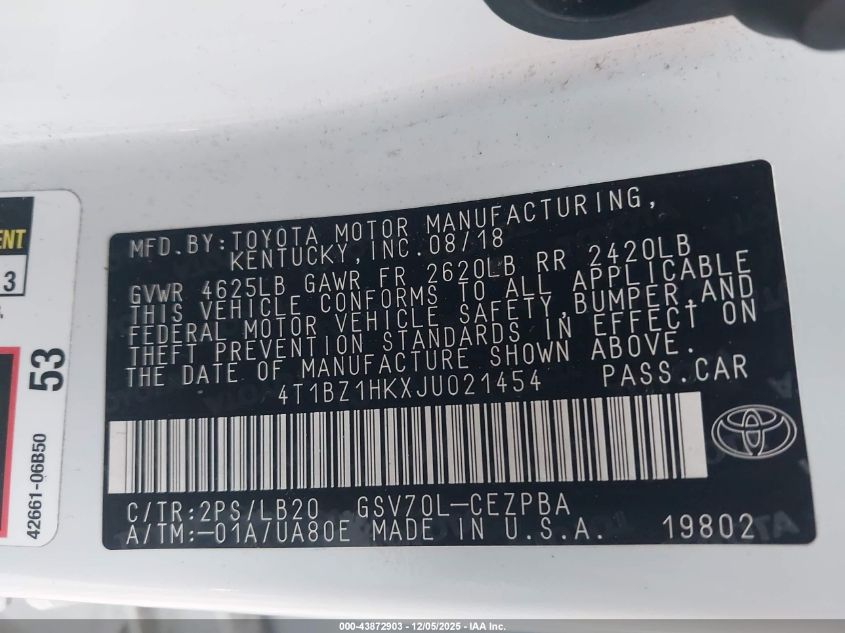 MFD.BY:TOYOTA MOTOR MANUFACTURING,
KENTUCKY,INC.08/18
GVWR 4625LB GAWR FR 2620LB RR 2420LB
THIS VEHICLE CONFORMS TO ALL APPLICABLE
FEDERAL MOTOR VEHICLE SAFETY,BUMPER,AND
THEFT PREVENTION STANDARDS IN EFFECT ON
THE DATE OF MANUFACTURE SHOWN ABOVE.
4T1BZ1HKXJU021454 PASS.CAR
C/TR:2PS/LB20 GSV70L-CEZPBA
A/TM:-01A/UA80E MADE IN U.S.A. 19802
ENT
3
53
42661-06B50
000-43872903 - 12/05/2025 - IAA Inc.